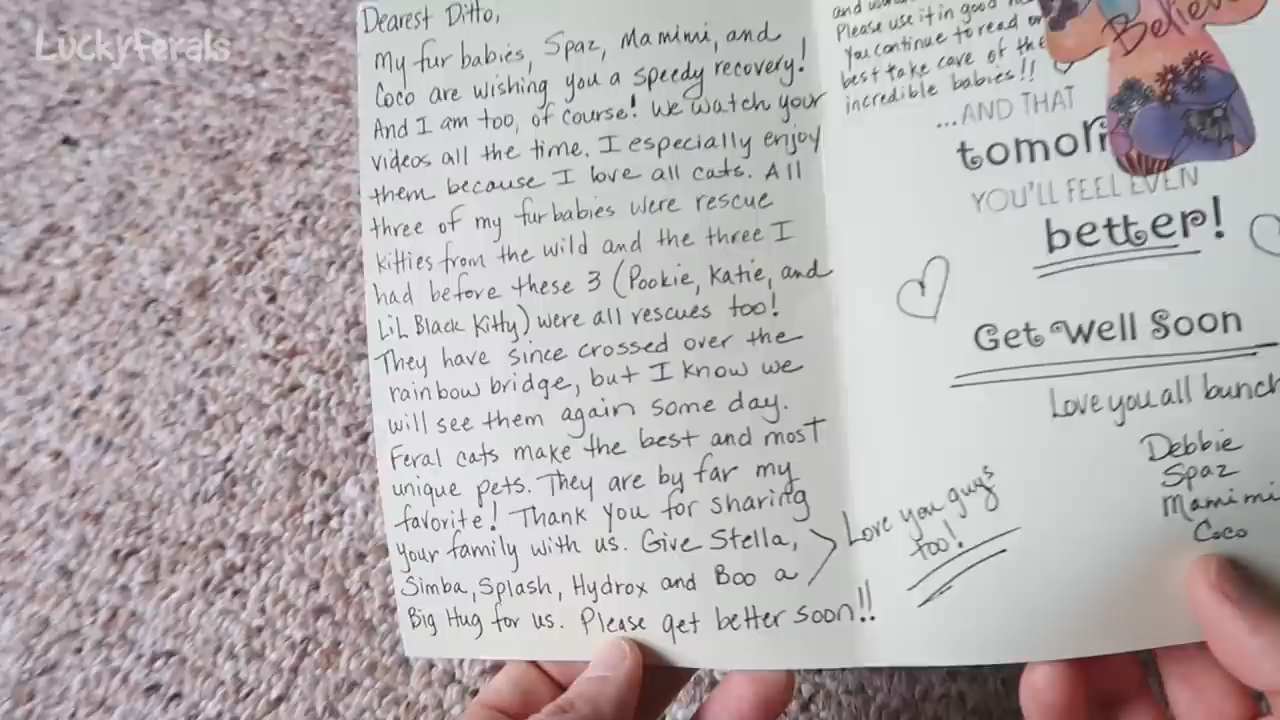 LuckyFerals
Dearest Ditto,
My fur babies, Spaz, Mamimi, and
Coco are wishing you a speedy recovery!
And I am too, of course! We watch your
videos all the time. I especially enjoy
them because I love all cats. All
three of my fur babies were rescue
kitties from the wild and the three I
had before these 3 (Pookie, Katie, and
LiL Black Kitty) were all rescues too!
They have since crossed over the
rainbow bridge, but I know we
will see them again some day.
Feral cats make the best and most
unique pets. They are by far my
favorite! Thank you for sharing
your family with us. Give Stella,
Simba, Splash, Hydrox and Boo a
Big Hug for us. Please get better soon!!
Love you guys
too!
and
Please use it in good
You continue to read
best take care of the
incredible babies!!
Believe
...AND THAT
YOU'LL FEEL EVEN
better!
Get Well Soon
Love you all
Debbie
Spaz
Mamimi
Coco